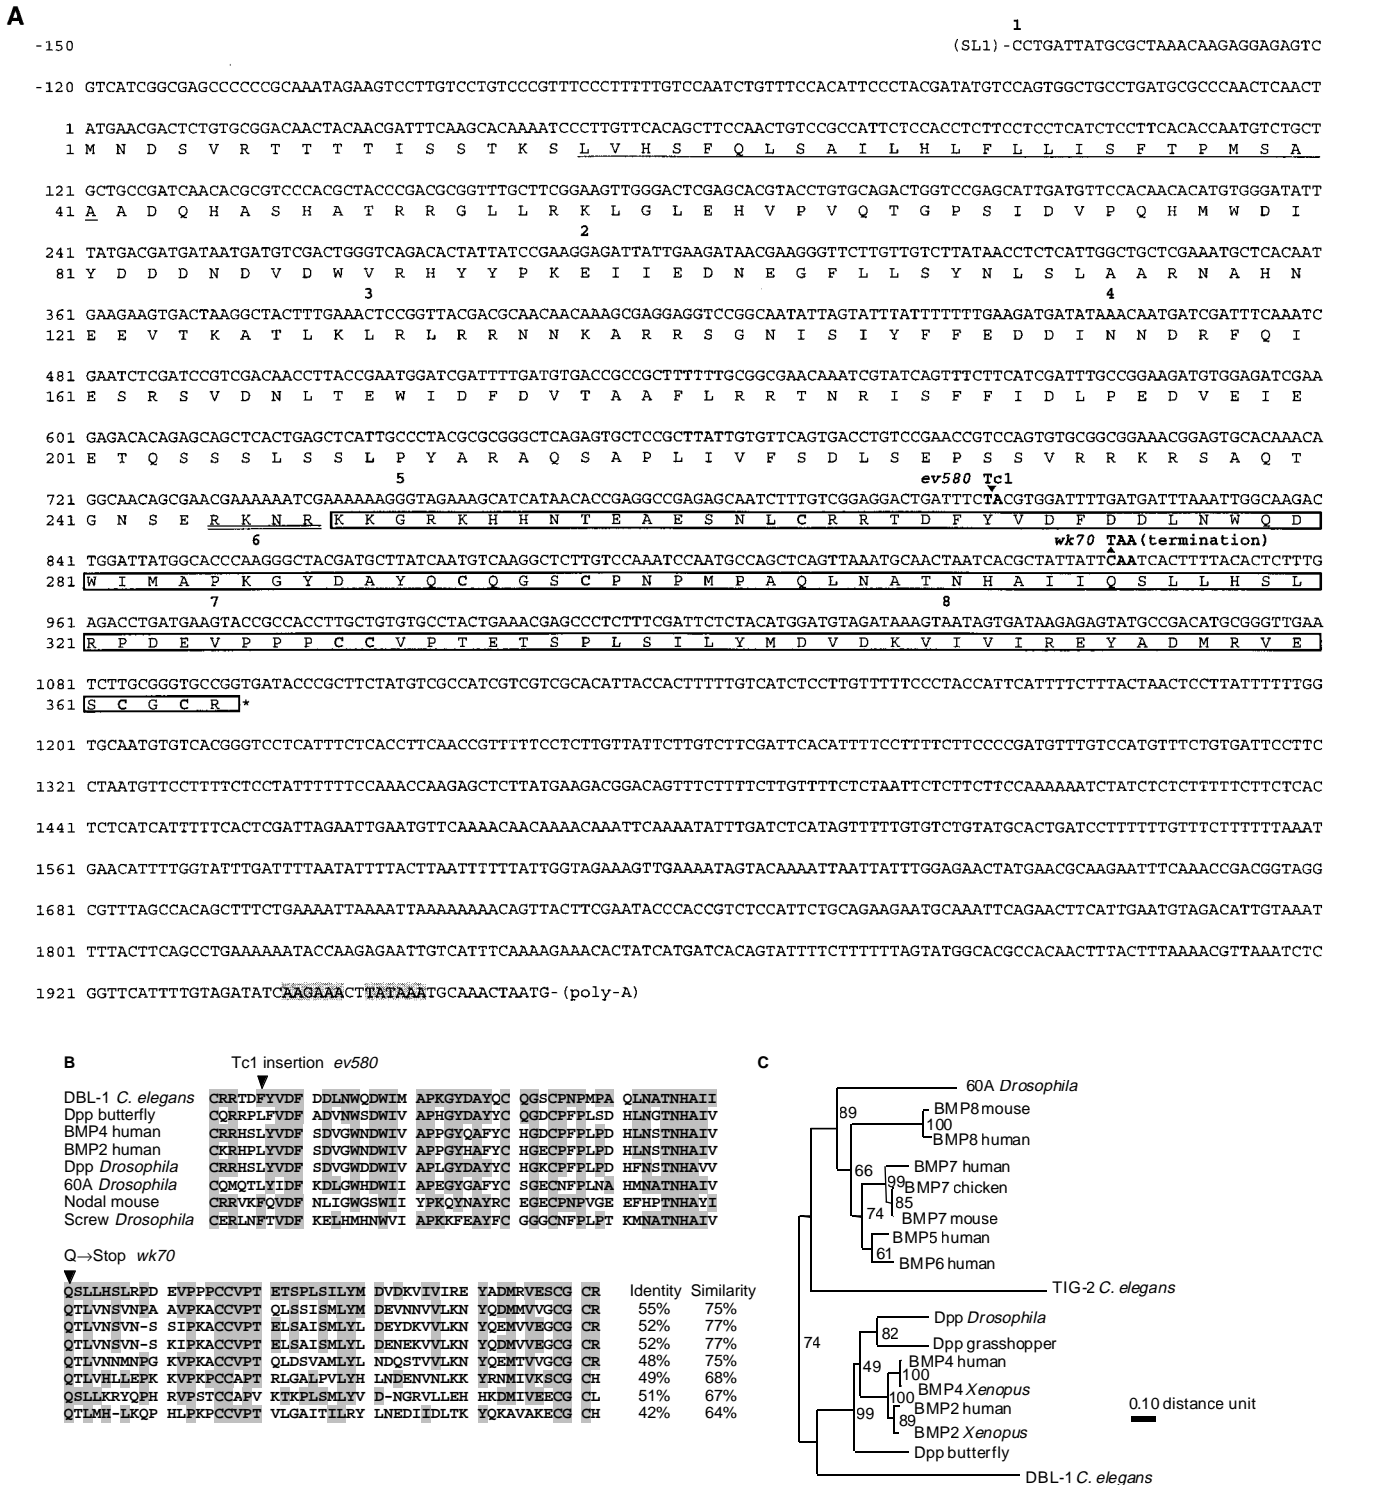 A
1
-150 (SL1)-CCTGATTATGCGCTAAACAAGAGGAGAGTC
-120 GTCATCGGCGAGCCCCCCGCAAATAGAAGTCCTTGTCCTGTCCCGTTTCCCTTTTTGTCCAATCTGTTTCCACATTCCCTACGATATGTCCAGTGGCTGCCTGATGCGCCCAACTCAACT
1 ATGAACGACTCTGTGCGGACAACTACAACGATTTCAAGCACAAAATCCCTTGTTCACAGCTTCCAACTGTCCGCCATTCTCCACCTCTTCCTCCTCATCTCCTTCACACCAATGTCTGCT
1 M N D S V R T T T T I S S T K S L V H S F Q L S A I L H L F L L I S F T P M S A
121 GCTGCCGATCAACACGCGTCCCACGCTACCCGACGCGGTTTGCTTCGGAAGTTGGGACTCGAGCACGTACCTGTGCAGACTGGTCCGAGCATTGATGTTCCACAACACATGTGGGATATT
41 A A D Q H A S H A T R R G L L R K L G L E H V P V Q T G P S I D V P Q H M W D I
2
241 TATGACGATGATAATGATGTCGACTGGGTCAGACACTATTATCCGAAGGAGATTATTGAAGATAACGAAGGGTTCTTGTTGTCTTATAACCTCTCATTGGCTGCTCGAAATGCTCACAAT
81 Y D D D N D V D W V R H Y Y P K E I I E D N E G F L L S Y N L S L A A R N A H N
3 4
361 GAAGAAGTGACTAAGGCTACTTTGAAACTCCGGTTACGACGCAACAACAAAGCGAGGAGGTCCGGCAATATTAGTATTTATTTTTTTGAAGATGATATAAACAATGATCGATTTCAAATC
121 E E V T K A T L K L R L R R N N K A R R S G N I S I Y F F E D D I N N D R F Q I
481 GAATCTCGATCCGTCGACAACCTTACCGAATGGATCGATTTTGATGTGACCGCCGCTTTTTTGCGGCGAACAAATCGTATCAGTTTCTTCATCGATTTGCCGGAAGATGTGGAGATCGAA
161 E S R S V D N L T E W I D F D V T A A F L R R T N R I S F F I D L P E D V E I E
601 GAGACACAGAGCAGCTCACTGAGCTCATTGCCCTACGCGCGGGCTCAGAGTGCTCCGCTTATTGTGTTCAGTGACCTGTCCGAACCGTCCAGTGTGCGGCGGAAACGGAGTGCACAAACA
201 E T Q S S S L S S L P Y A R A Q S A P L I V F S D L S E P S S V R R K R S A Q T
5 ev580 Tc1
721 GGCAACAGCGAACGAAAAAATCGAAAAAAGGGTAGAAAGCATCATAACACCGAGGCCGAGAGCAATCTTTGTCGGAGGACTGATTTCTACGTGGATTTTGATGATTTAAATTGGCAAGAC
241 G N S E R K N R K K G R K H H N T E A E S N L C R R T D F Y V D F D D L N W Q D
6 wk70 TAA(termination)
841 TGGATTATGGCACCCAAGGGCTACGATGCTTATCAATGTCAAGGCTCTTGTCCAAATCCAATGCCAGCTCAGTTAAATGCAACTAATCACGCTATTATTCAATCACTTTTACACTCTTTG
281 W I M A P K G Y D A Y Q C Q G S C P N P M P A Q L N A T N H A I I Q S L L H S L
7 8
961 AGACCTGATGAAGTACCGCCACCTTGCTGTGTGCCTACTGAAACGAGCCCTCTTTCGATTCTCTACATGGATGTAGATAAAGTAATAGTGATAAGAGAGTATGCCGACATGCGGGTTGAA
321 R P D E V P P P C C V P T E T S P L S I L Y M D V D K V I V I R E Y A D M R V E
1081 TCTTGCGGGTGCCGGTGATACCCGCTTCTATGTCGCCATCGTCGTCGCACATTACCACTTTTTGTCATCTCCTTGTTTTTCCCTACCATTCATTTTCTTTACTAACTCCTTATTTTTTGG
361 S C G C R *
1201 TGCAATGTGTCACGGGTCCTCATTTCTCACCTTCAACCGTTTTTCCTCTTGTTATTCTTGTCTTCGATTCACATTTTCCTTTTCTTCCCCGATGTTTGTCCATGTTTCTGTGATTCCTTC
1321 CTAATGTTCCTTTTCTCCTATTTTTTCCAAACCAAGAGCTCTTATGAAGACGGACAGTTTCTTTTCTTGTTTTCTCTAATTCTCTTCTTCCAAAAAATCTATCTCTCTTTTTCTTCTCAC
1441 TCTCATCATTTTTCACTCGATTAGAATTGAATGTTCAAAACAACAAAACAAATTCAAAATATTTGATCTCATAGTTTTTGTGTCTGTATGCACTGATCCTTTTTTGTTTCTTTTTTAAAT
1561 GAACATTTTGGTATTTGATTTTAATATTTTACTTAATTTTTTATTGGTAGAAAGTTGAAAATAGTACAAAATTAATTATTTGGAGAACTATGAACGCAAGAATTTCAAACCGACGGTAGG
1681 CGTTTAGCCACAGCTTTCTGAAAATTAAAATTAAAAAAAACAGTTACTTCGAATACCCACCGTCTCCATTCTGCAGAAGAATGCAAATTCAGAACTTCATTGAATGTAGACATTGTAAAT
1801 TTTACTTCAGCCTGAAAAAATACCAAGAGAATTGTCATTTCAAAAGAAACACTATCATGATCACAGTATTTTCTTTTTTAGTATGGCACGCCACAACTTTACTTTAAAACGTTAAATCTC
1921 GGTTCATTTTGTAGATATCAAGAAACTTATAAATGCAAACTAATG-(poly-A)
B
Tc1 insertion ev580
DBL-1 C. elegans CRRTDFYVDF DDLNWQDWIM APKGYDAYQC QGSCPNPMPA QLNATNHAII
Dpp butterfly CQRRPLFVDF ADVNWSDWIV APHGYDAYYC QGDCPFPLSD HLNGTNHAIV
BMP4 human CRRHSLYVDF SDVGWNDWIV APPGYQAFYC HGDCPFPLPD HLNSTNHAIV
BMP2 human CKRHPLYVDF SDVGWNDWIV APPGYHAFYC HGECPFPLPD HLNSTNHAIV
Dpp Drosophila CRRHSLYVDF SDVGWDDWIV APLGYDAYYC HGKCPFPLPD HFNSTNHAVV
60A Drosophila CQMQTLYIDF KDLGWHDWII APEGYGAFYC SGECNFPLNA HMNATNHAIV
Nodal mouse CRRVKFQVDF NLIGWGSWII YPKQYNAYRC EGECPNPVGE EFHPTNHAYI
Screw Drosophila CERLNFTVDF KELHMHNWVI APKKFEAYFC GGGCNFPLPT KMNATNHAIV
Q→Stop wk70
QSLLHSLRPD EVPPPCCVPT ETSPLSILYM DVDKVIVIRE YADMRVESCG CR Identity Similarity
QTLVNSVNPA AVPKACCVPT QLSSISMLYM DEVNNVVLKN YQDMMVVGCG CR 55% 75%
QTLVNSVN-S SIPKACCVPT ELSAISMLYL DEYDKVVLKN YQEMVVEGCG CR 52% 77%
QTLVNSVN-S KIPKACCVPT ELSAISMLYL DENEKVVLKN YQDMVVEGCG CR 52% 77%
QTLVNNMNPG KVPKACCVPT QLDSVAMLYL NDQSTVVLKN YQEMTVVGCG CR 48% 75%
QTLVHLLEPK KVPKPCCAPT RLGALPVLYH LNDENVNLKK YRNMIVKSCG CH 49% 68%
QSLLKRYQPH RVPSTCCAPV KTKPLSMLYV D-NGRVLLEH HKDMIVEECG CL 51% 67%
QTLMH-LKQP HLPKPCCVPT VLGAITILRY LNEDIIDLTK YQKAVAKECG CH 42% 64%
C
60A Drosophila
89
BMP8 mouse
100
BMP8 human
66
BMP7 human
99
BMP7 chicken
85
74
BMP7 mouse
BMP5 human
61
BMP6 human
TIG-2 C. elegans
74
Dpp Drosophila
82
Dpp grasshopper
49
BMP4 human
100
BMP4 Xenopus
100
BMP2 human
99
89
BMP2 Xenopus
Dpp butterfly
DBL-1 C. elegans
0.10 distance unit